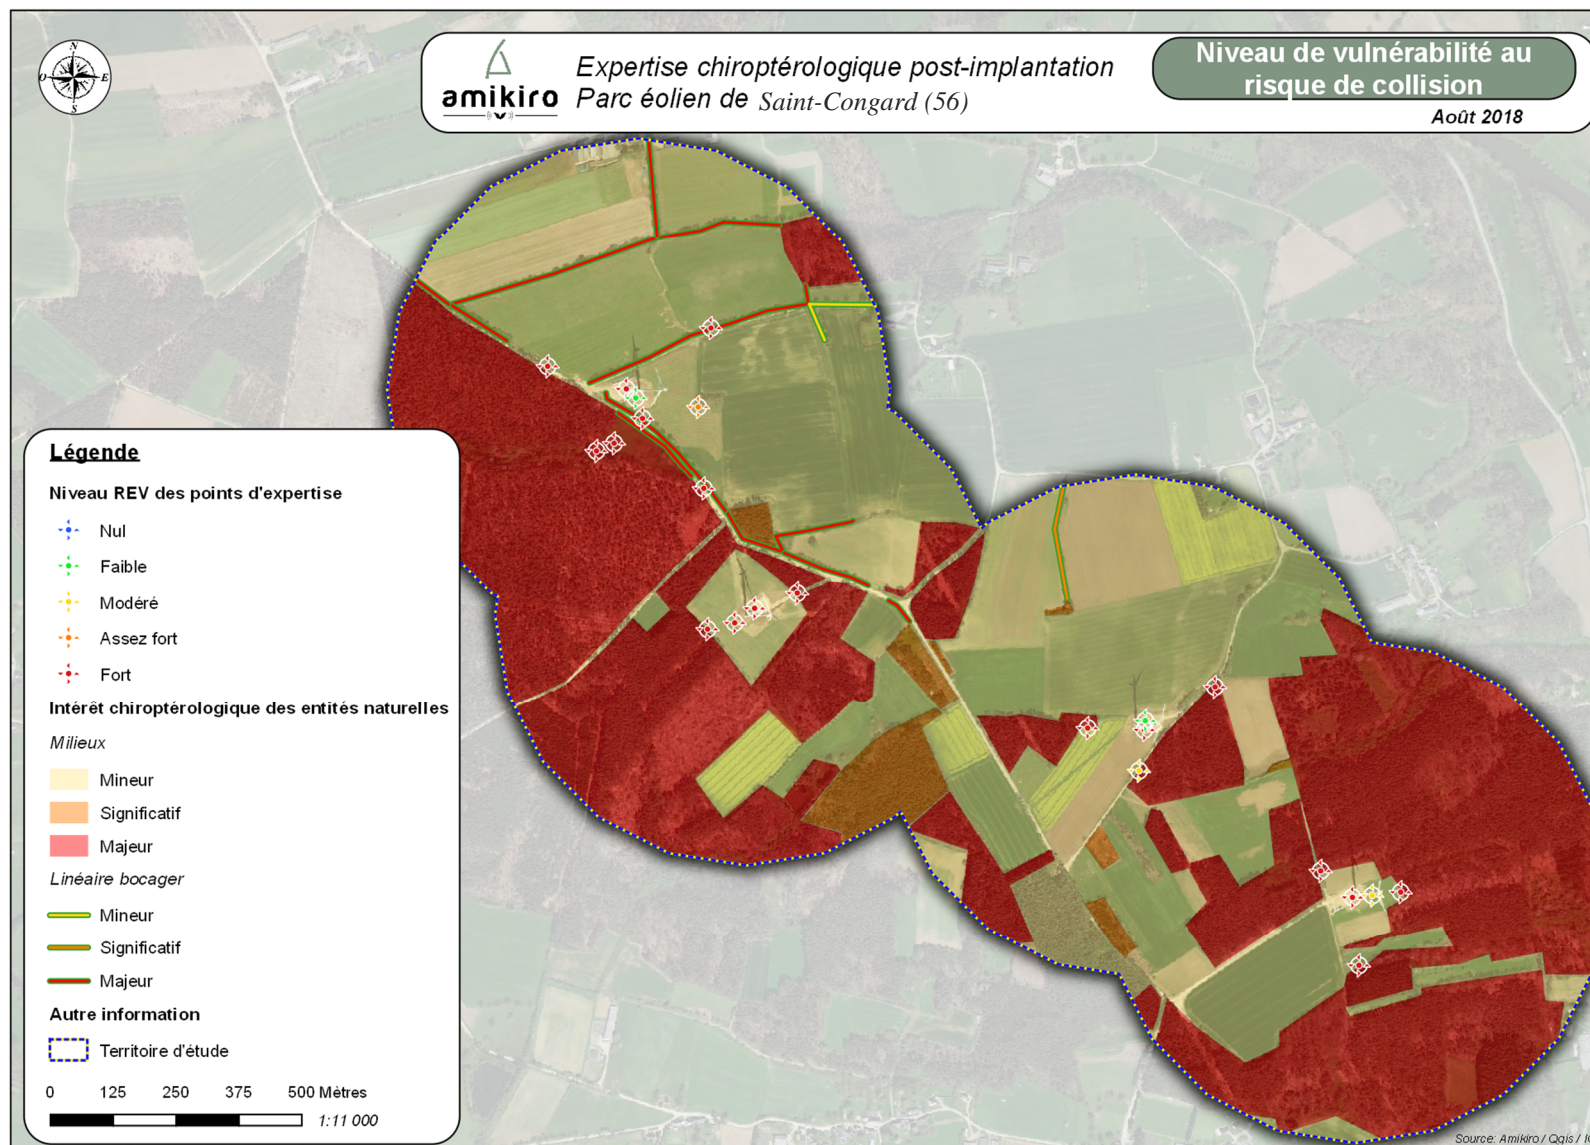 N
O
E
S
amikiro
Expertise chiroptérologique post-implantation
Parc éolien de Saint-Congard (56)
Niveau de vulnérabilité au
risque de collision
Août 2018
Légende
Niveau REV des points d'expertise
Nul
Faible
Modéré
Assez fort
Fort
Intérêt chiroptérologique des entités naturelles
Milieux
Mineur
Significatif
Majeur
Linéaire bocager
Mineur
Significatif
Majeur
Autre information
Territoire d'étude
0 125 250 375 500 Mètres
1:11 000
Source: Amikiro / Qgis /